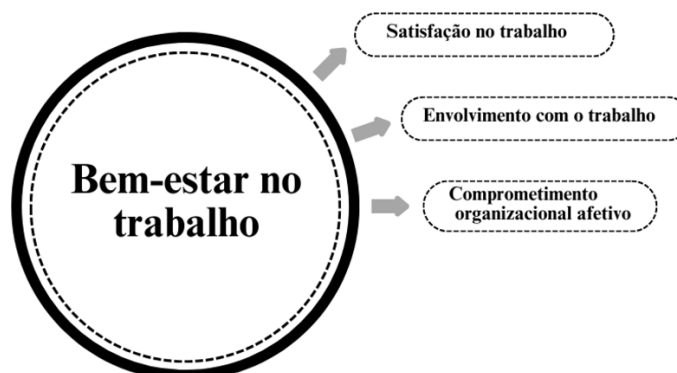 Satisfação no trabalho
Envolvimento com o trabalho
Bem-estar no
trabalho
Comprometimento
organizacional afetivo